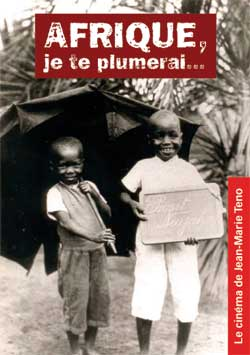 AFRIQUE,
je te plumerai...
Le cinéma de Jean-Marie Teno